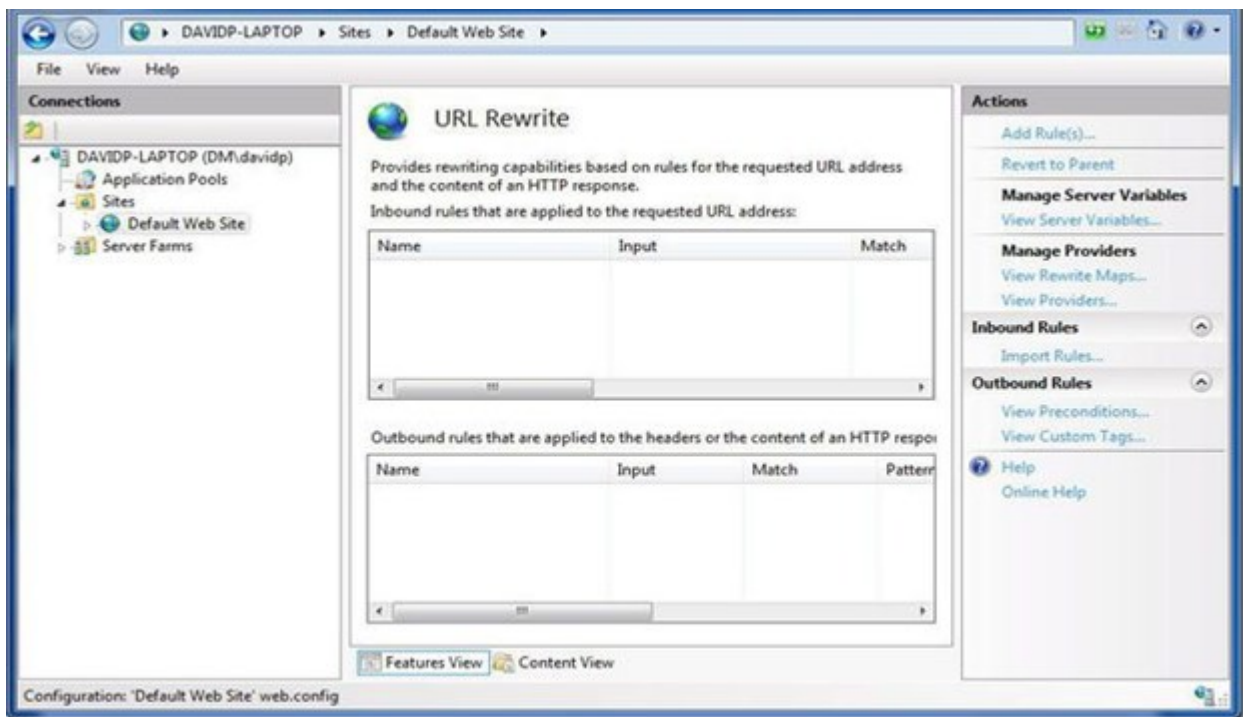 DAVIDP-LAPTOP Sites Default Web Site
File View Help
Connections
DAVIDP-LAPTOP (DM\davidp)
Application Pools
Sites
Default Web Site
Server Farms
URL Rewrite
Provides rewriting capabilities based on rules for the requested URL address
and the content of an HTTP response.
Inbound rules that are applied to the requested URL address:
Name Input Match
Outbound rules that are applied to the headers or the content of an HTTP respo
Name Input Match Pattern
Features View Content View
Actions
Add Rule(s)...
Revert to Parent
Manage Server Variables
View Server Variables...
Manage Providers
View Rewrite Maps...
View Providers...
Inbound Rules
Import Rules...
Outbound Rules
View Preconditions...
View Custom Tags...
Help
Online Help
Configuration: 'Default Web Site' web.config